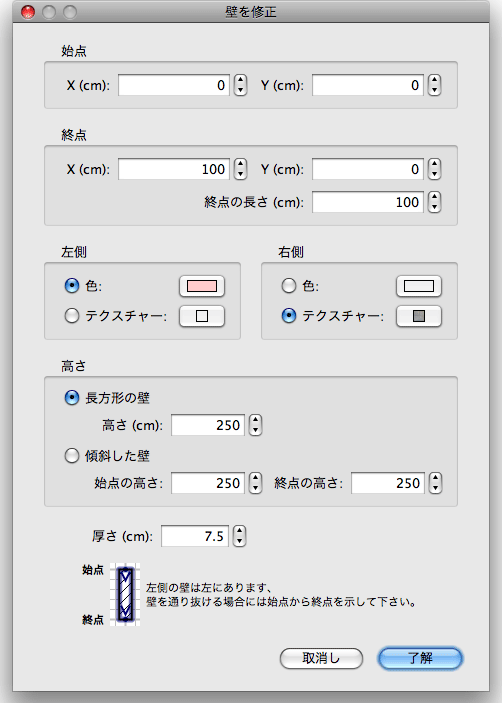 壁を修正
始点
X (cm): 0 Y (cm): 0
終点
X (cm): 100 Y (cm): 0
終点の長さ (cm): 100
左側 右側
色: 色:
テクスチャー: テクスチャー:
高さ
長方形の壁
高さ (cm): 250
傾斜した壁
始点の高さ: 250 終点の高さ: 250
厚さ (cm): 7.5
始点
左側の壁は左にあります、
壁を通り抜ける場合には始点から終点を示して下さい。
終点
取消し 了解